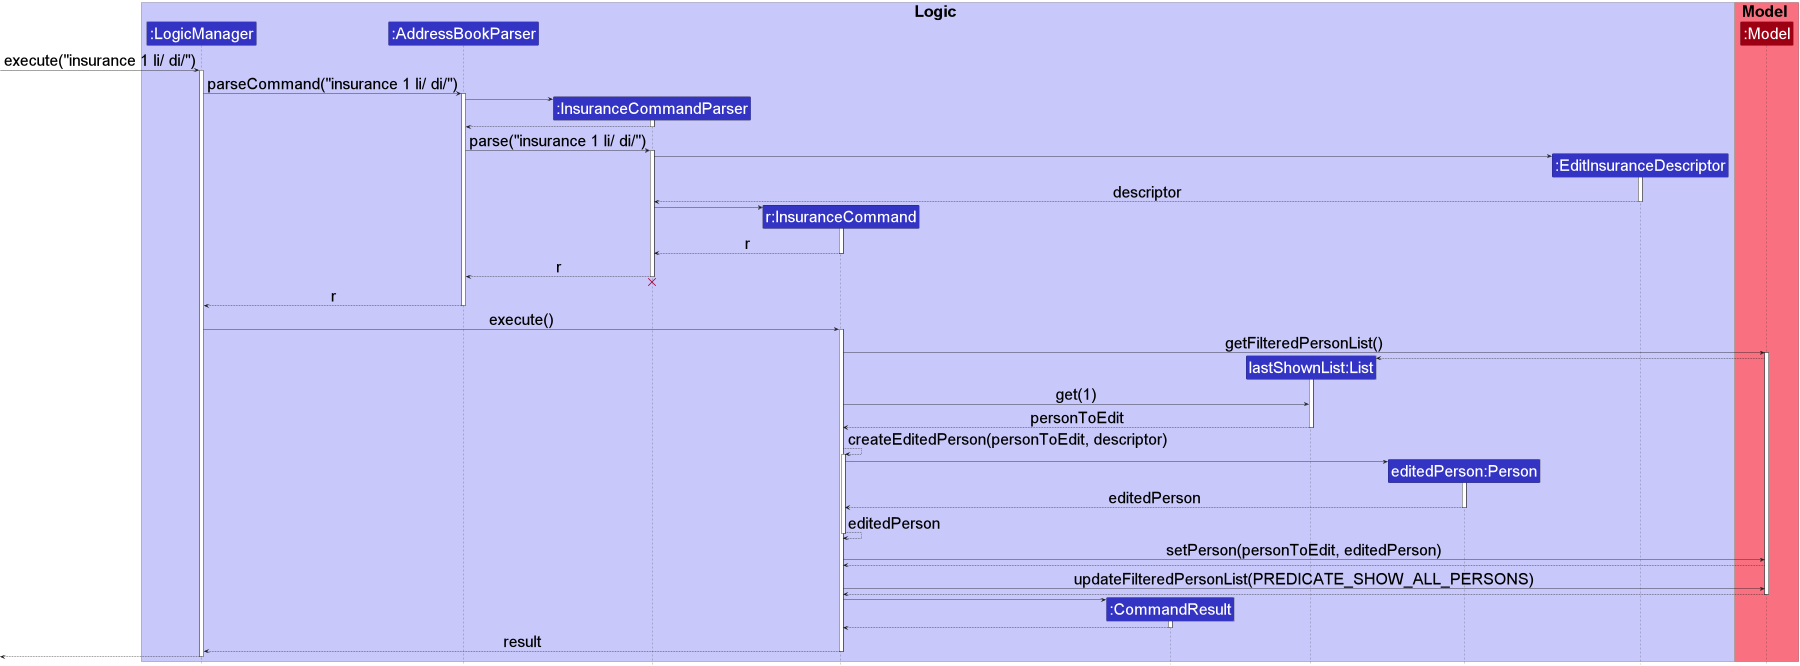 Logic
Model
:LogicManager
:AddressBookParser
:Model
execute("insurance 1 li/ di/")
parseCommand("insurance 1 li/ di/")
:InsuranceCommandParser
parse("insurance 1 li/ di/")
:EditInsuranceDescriptor
descriptor
r:InsuranceCommand
r
r
r
execute()
getFilteredPersonList()
lastShownList:List
get(1)
personToEdit
createEditedPerson(personToEdit, descriptor)
editedPerson:Person
editedPerson
editedPerson
setPerson(personToEdit, editedPerson)
updateFilteredPersonList(PREDICATE_SHOW_ALL_PERSONS)
:CommandResult
result